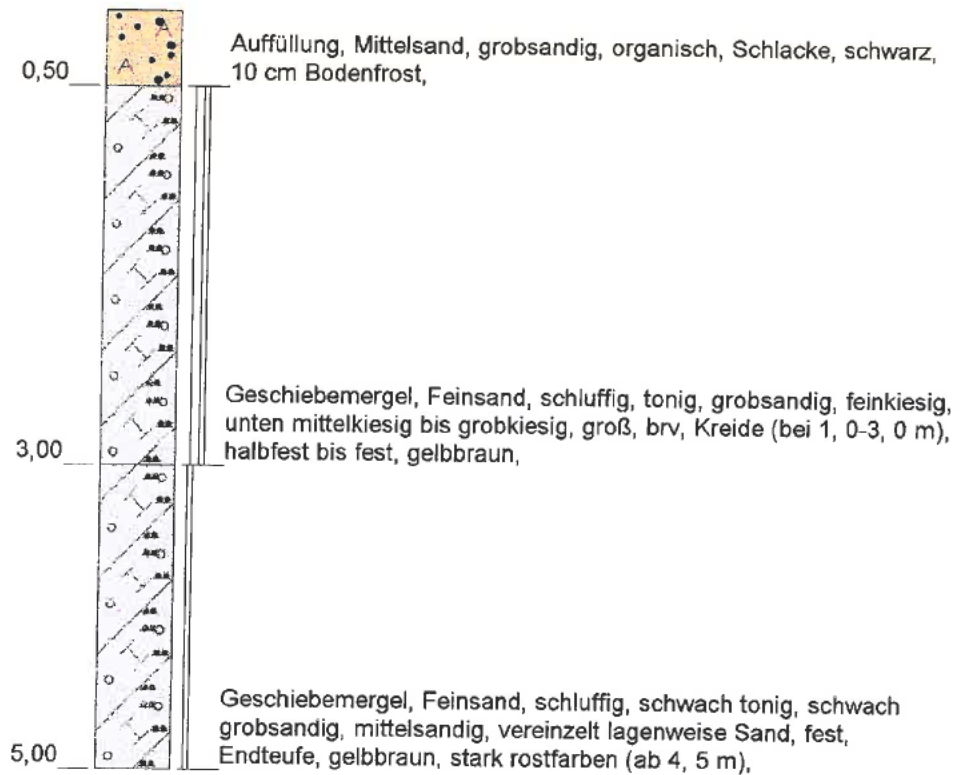 A
A
Auffüllung, Mittelsand, grobsandig, organisch, Schlacke, schwarz,
10 cm Bodenfrost,
0,50
Geschiebemergel, Feinsand, schluffig, tonig, grobsandig, feinkiesig,
unten mittelkiesig bis grobkiesig, groß, brv, Kreide (bei 1, 0-3, 0 m),
halbfest bis fest, gelbbraun,
3,00
Geschiebemergel, Feinsand, schluffig, schwach tonig, schwach
grobsandig, mittelsandig, vereinzelt lagenweise Sand, fest,
Endteufe, gelbbraun, stark rostfarben (ab 4, 5 m),
5,00